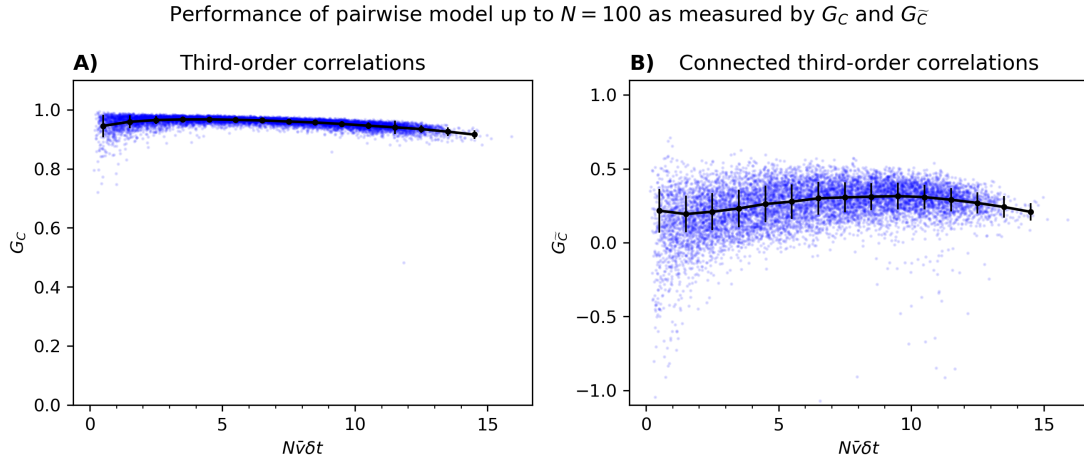 Performance of pairwise model up to N = 100 as measured by G_C and G_C̃
A) Third-order correlations
1.0
0.8
0.6
0.4
0.2
0.0
G_C
0 5 10 15
Nν̄δt
B) Connected third-order correlations
1.0
0.5
0.0
−0.5
−1.0
G_C̃
0 5 10 15
Nν̄δt